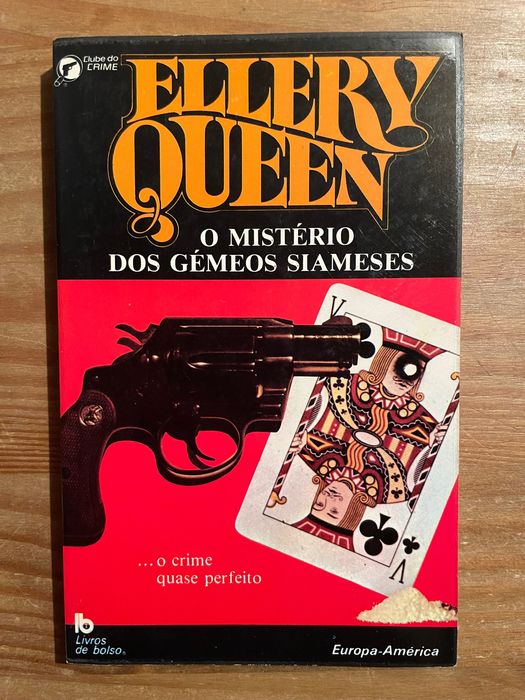 Clube do
CRIME
ELLERY
QUEEN
O MISTÉRIO
DOS GÉMEOS SIAMESES
V
...o crime
quase perfeito
V
lb
Livros
de bolso
Europa-América